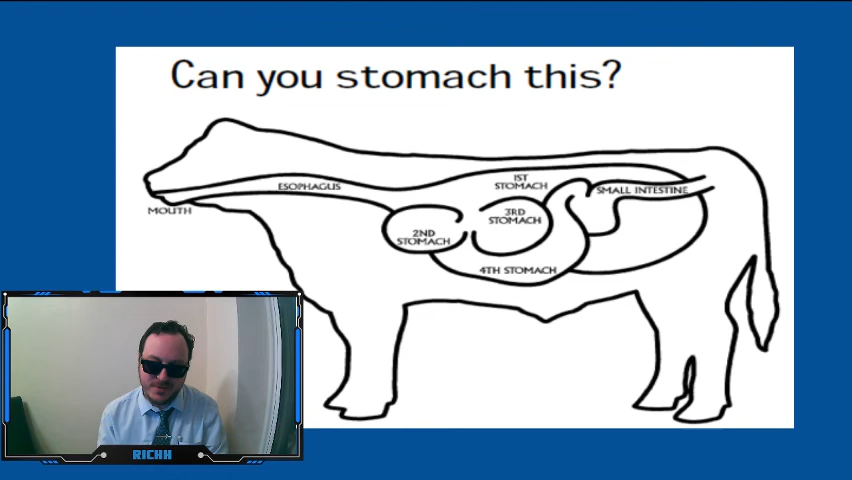 Can you stomach this?
1ST
STOMACH
ESOPHAGUS
SMALL INTESTINE
MOUTH
3RD
STOMACH
2ND
STOMACH
4TH STOMACH
RICHH